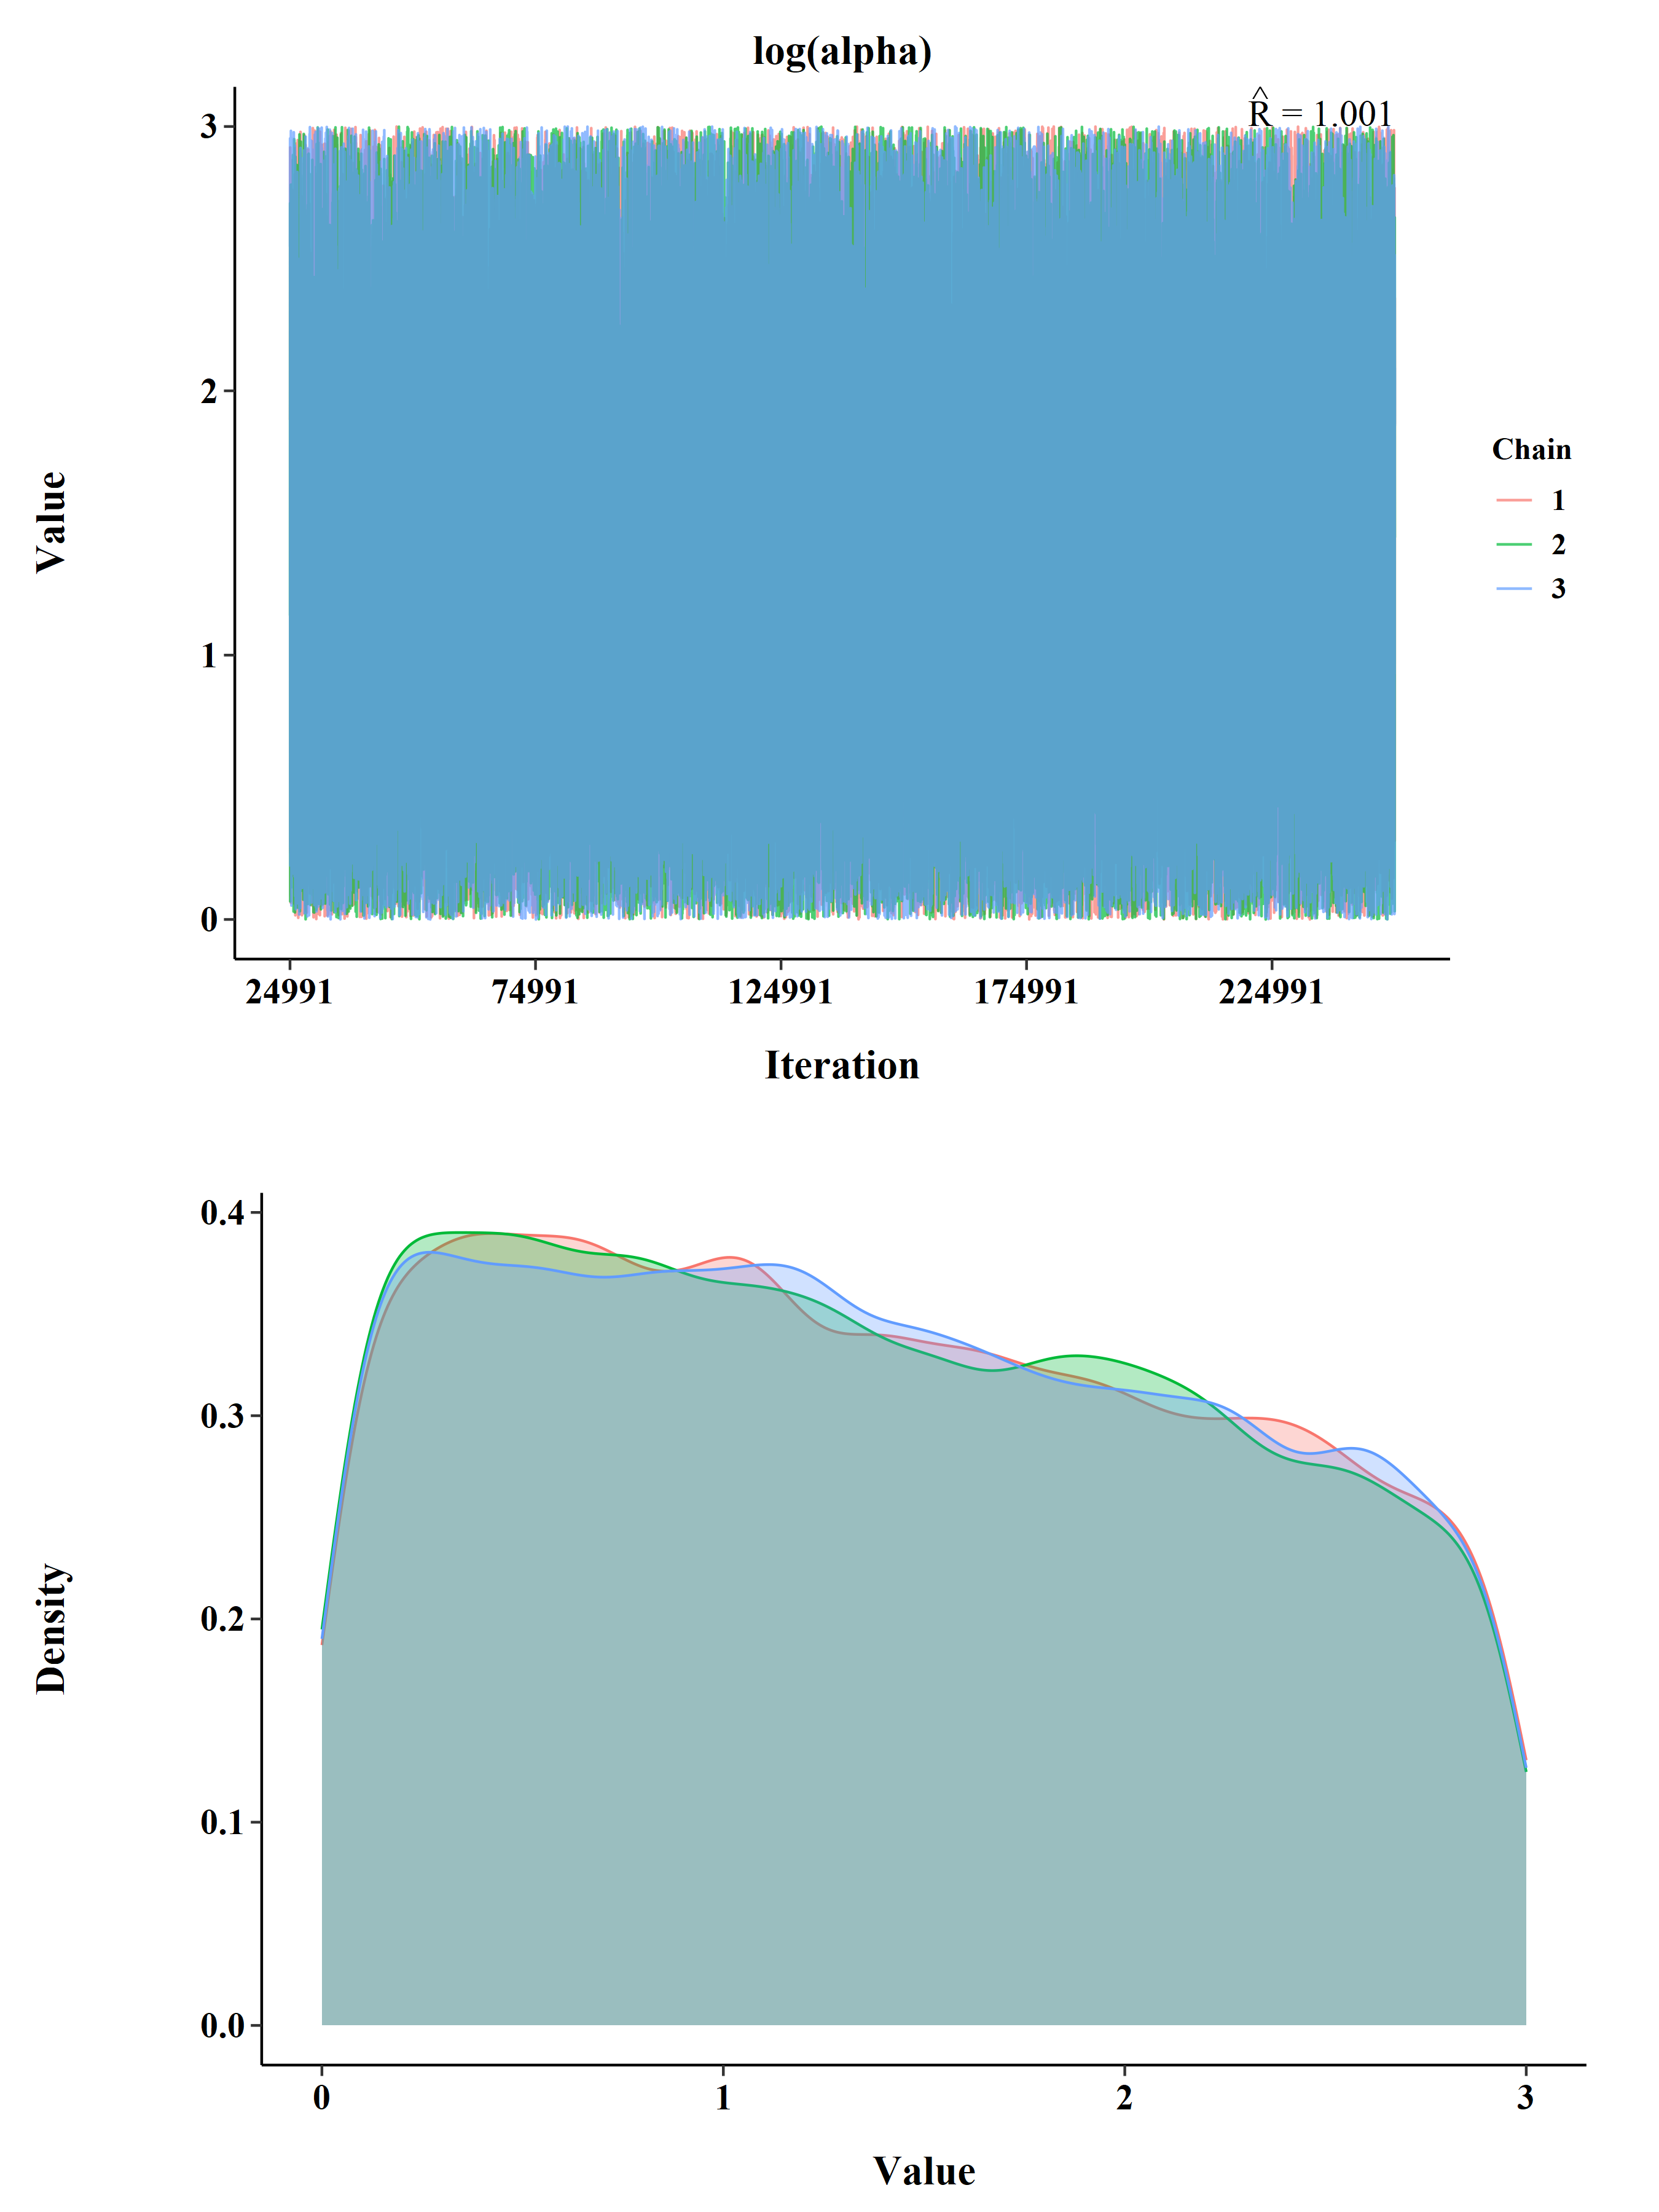 log(alpha)
R̂ = 1.001
3
2
1
0
Value
24991 74991 124991 174991 224991
Iteration
Chain
1
2
3
0.4
0.3
0.2
0.1
0.0
Density
0 1 2 3
Value